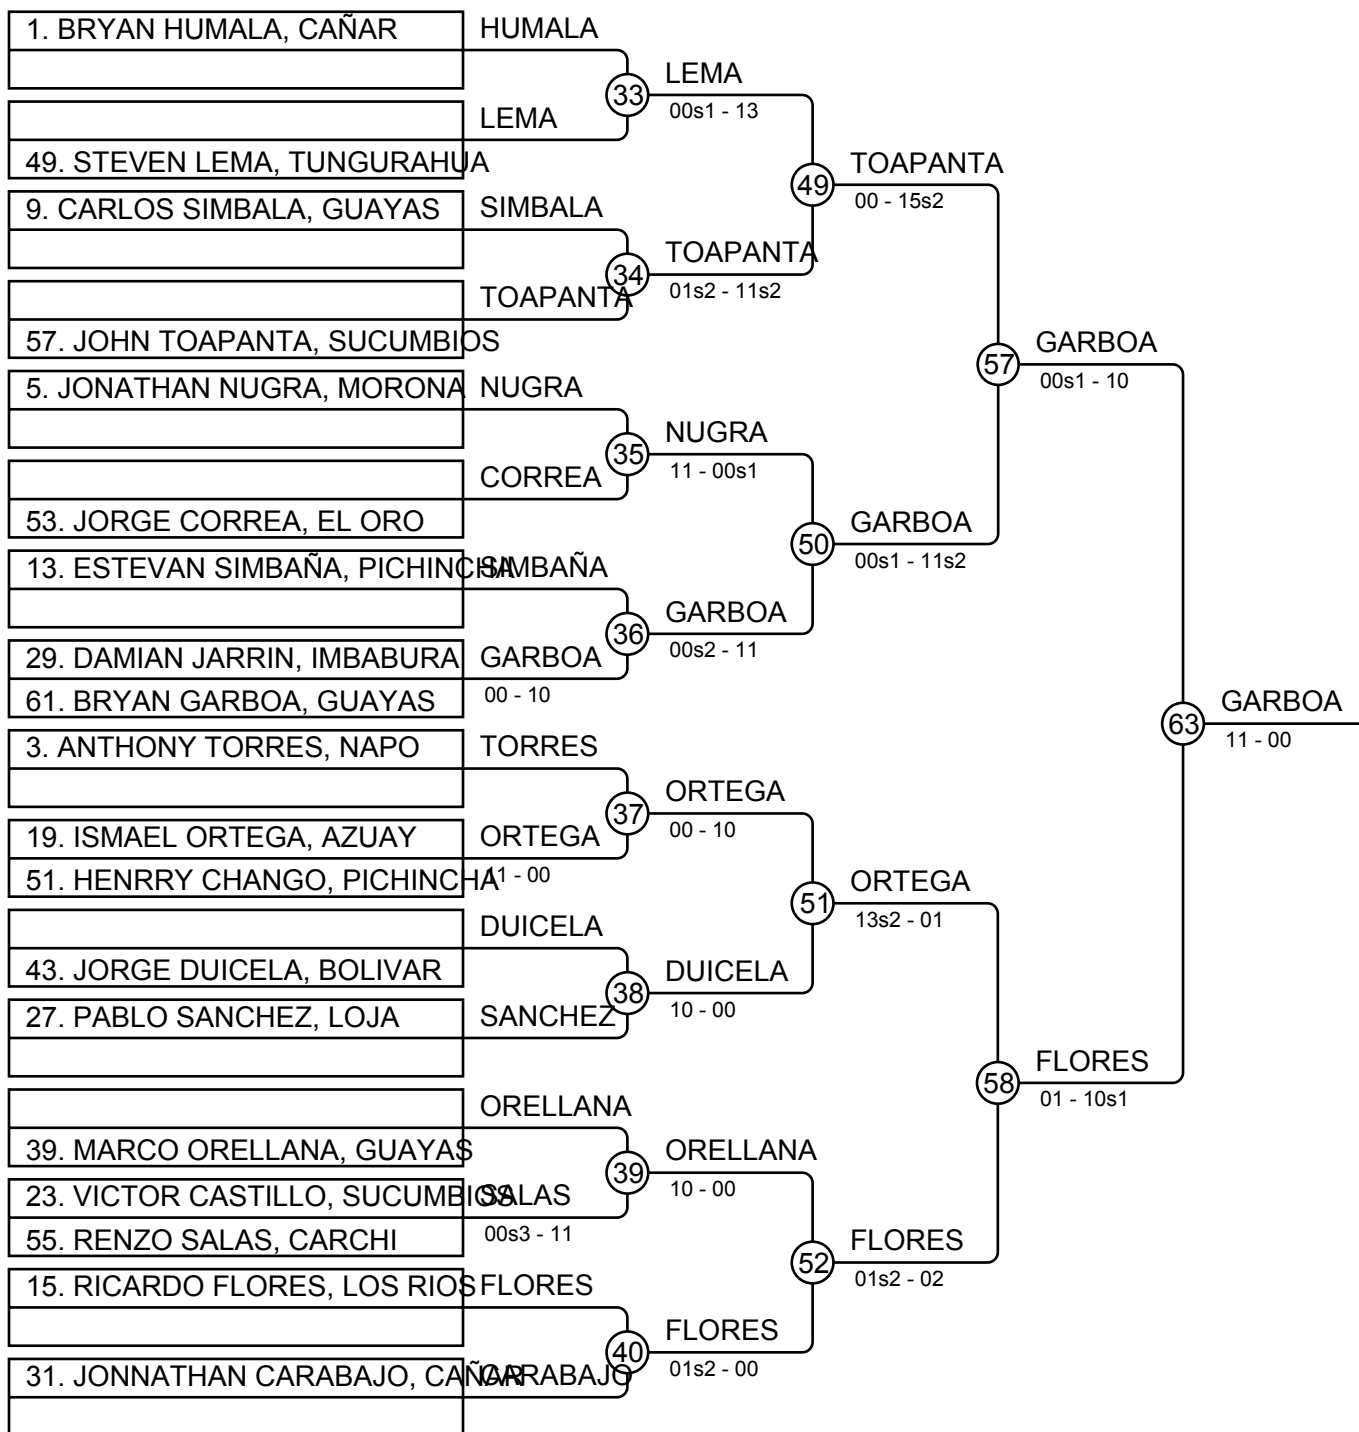 1. BRYAN HUMALA, CAÑAR
HUMALA
LEMA
33
00s1 - 13
LEMA
49. STEVEN LEMA, TUNGURAHUA
TOAPANTA
49
00 - 15s2
9. CARLOS SIMBALA, GUAYAS
SIMBALA
TOAPANTA
34
01s2 - 11s2
TOAPANTA
57. JOHN TOAPANTA, SUCUMBIOS
GARBOA
57
00s1 - 10
5. JONATHAN NUGRA, MORONA
NUGRA
NUGRA
35
11 - 00s1
CORREA
53. JORGE CORREA, EL ORO
GARBOA
50
00s1 - 11s2
13. ESTEVAN SIMBAÑA, PICHINCHA
SIMBAÑA
GARBOA
36
00s2 - 11
29. DAMIAN JARRIN, IMBABURA
GARBOA
61. BRYAN GARBOA, GUAYAS
00 - 10
GARBOA
63
11 - 00
3. ANTHONY TORRES, NAPO
TORRES
ORTEGA
37
00 - 10
19. ISMAEL ORTEGA, AZUAY
ORTEGA
51. HENRRY CHANGO, PICHINCHA
11 - 00
ORTEGA
51
13s2 - 01
DUICELA
43. JORGE DUICELA, BOLIVAR
DUICELA
38
10 - 00
27. PABLO SANCHEZ, LOJA
SANCHEZ
FLORES
58
01 - 10s1
ORELLANA
39. MARCO ORELLANA, GUAYAS
ORELLANA
39
10 - 00
23. VICTOR CASTILLO, SUCUMBIOS
SALAS
55. RENZO SALAS, CARCHI
00s3 - 11
FLORES
52
01s2 - 02
15. RICARDO FLORES, LOS RIOS
FLORES
FLORES
40
01s2 - 00
31. JONNATHAN CARABAJO, CAÑAR
CARABAJO